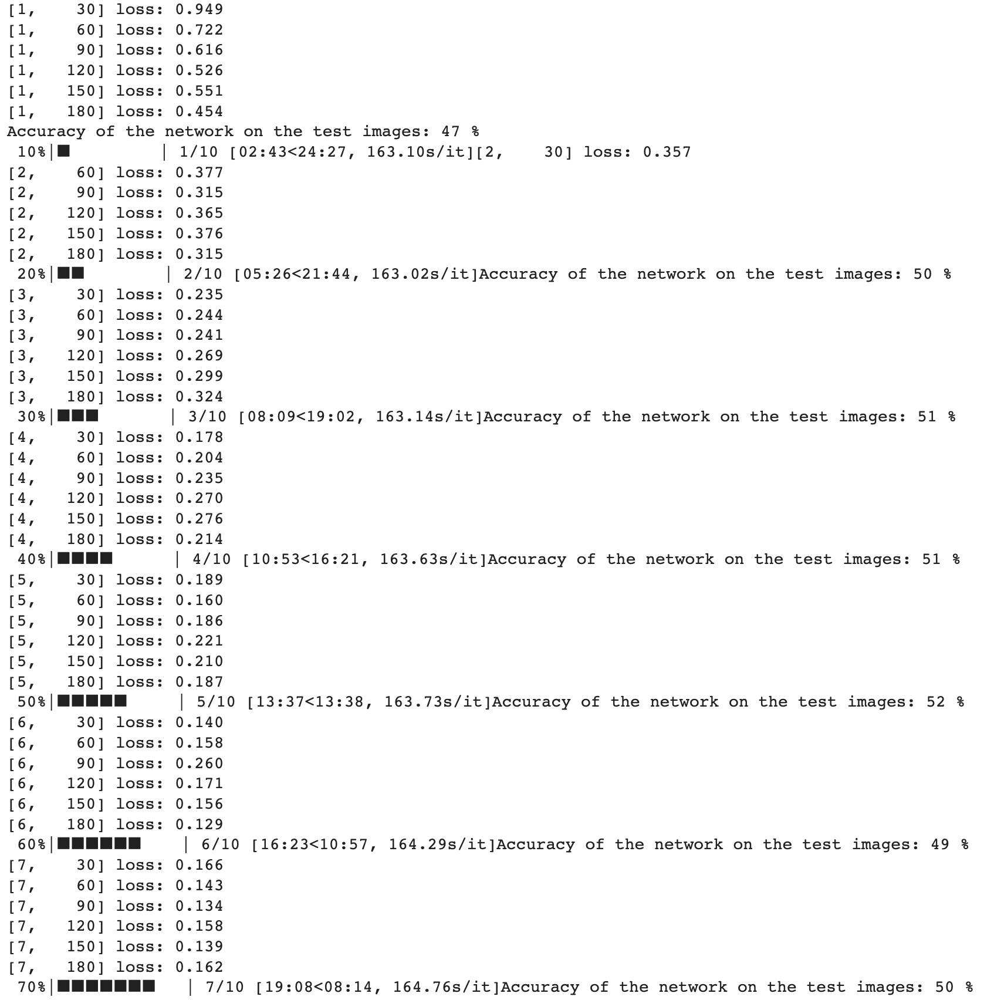 [1,    30] loss: 0.949
[1,    60] loss: 0.722
[1,    90] loss: 0.616
[1,   120] loss: 0.526
[1,   150] loss: 0.551
[1,   180] loss: 0.454
Accuracy of the network on the test images: 47 %
 10%|■         | 1/10 [02:43<24:27, 163.10s/it][2,    30] loss: 0.357
[2,    60] loss: 0.377
[2,    90] loss: 0.315
[2,   120] loss: 0.365
[2,   150] loss: 0.376
[2,   180] loss: 0.315
 20%|■■        | 2/10 [05:26<21:44, 163.02s/it]Accuracy of the network on the test images: 50 %
[3,    30] loss: 0.235
[3,    60] loss: 0.244
[3,    90] loss: 0.241
[3,   120] loss: 0.269
[3,   150] loss: 0.299
[3,   180] loss: 0.324
 30%|■■■       | 3/10 [08:09<19:02, 163.14s/it]Accuracy of the network on the test images: 51 %
[4,    30] loss: 0.178
[4,    60] loss: 0.204
[4,    90] loss: 0.235
[4,   120] loss: 0.270
[4,   150] loss: 0.276
[4,   180] loss: 0.214
 40%|■■■■      | 4/10 [10:53<16:21, 163.63s/it]Accuracy of the network on the test images: 51 %
[5,    30] loss: 0.189
[5,    60] loss: 0.160
[5,    90] loss: 0.186
[5,   120] loss: 0.221
[5,   150] loss: 0.210
[5,   180] loss: 0.187
 50%|■■■■■     | 5/10 [13:37<13:38, 163.73s/it]Accuracy of the network on the test images: 52 %
[6,    30] loss: 0.140
[6,    60] loss: 0.158
[6,    90] loss: 0.260
[6,   120] loss: 0.171
[6,   150] loss: 0.156
[6,   180] loss: 0.129
 60%|■■■■■■    | 6/10 [16:23<10:57, 164.29s/it]Accuracy of the network on the test images: 49 %
[7,    30] loss: 0.166
[7,    60] loss: 0.143
[7,    90] loss: 0.134
[7,   120] loss: 0.158
[7,   150] loss: 0.139
[7,   180] loss: 0.162
 70%|■■■■■■■   | 7/10 [19:08<08:14, 164.76s/it]Accuracy of the network on the test images: 50 %